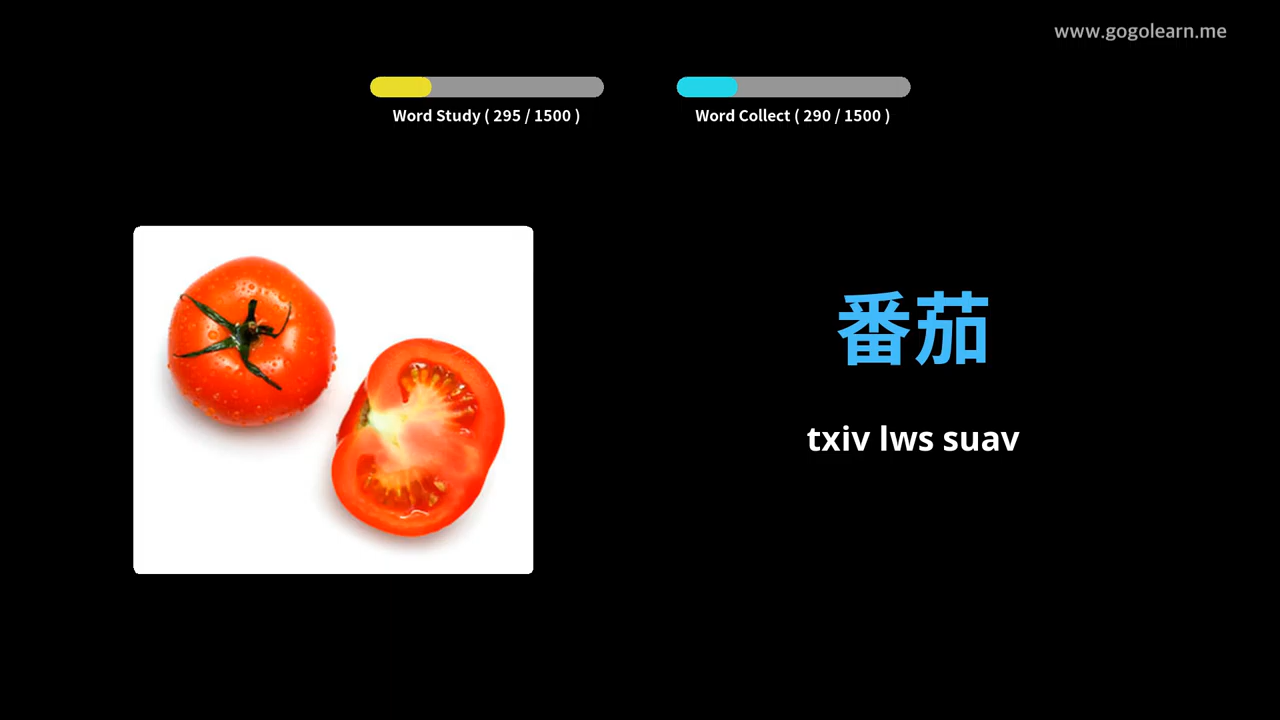 www.gogolearn.me
Word Study ( 295 / 1500 )
Word Collect ( 290 / 1500 )
番茄
txiv lws suav